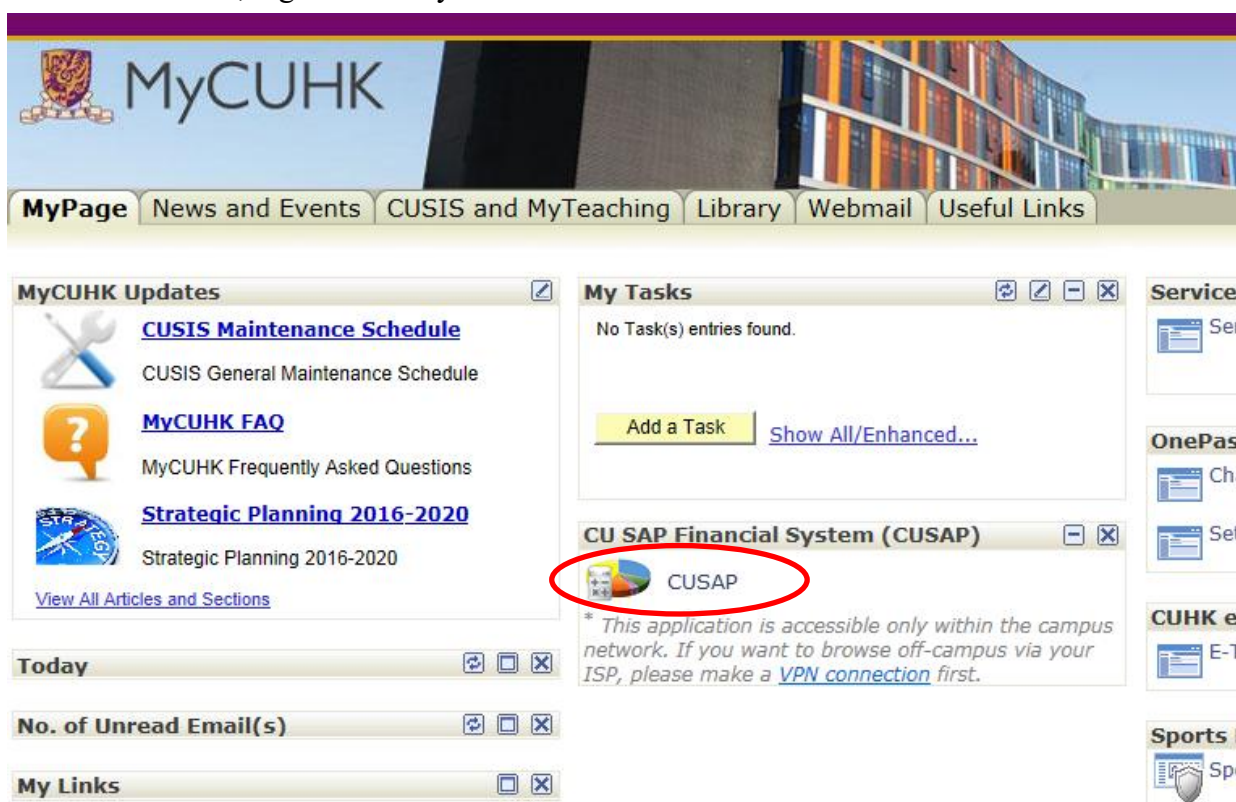 MyCUHK
MyPage News and Events CUSIS and MyTeaching Library Webmail Useful Links
MyCUHK Updates
CUSIS Maintenance Schedule
CUSIS General Maintenance Schedule
MyCUHK FAQ
MyCUHK Frequently Asked Questions
Strategic Planning 2016-2020
Strategic Planning 2016-2020
View All Articles and Sections
Today
No. of Unread Email(s)
My Links
My Tasks
No Task(s) entries found.
Add a Task Show All/Enhanced...
CU SAP Financial System (CUSAP)
CUSAP
* This application is accessible only within the campus
network. If you want to browse off-campus via your
ISP, please make a VPN connection first.
Service
OnePas
CUHK e
Sports